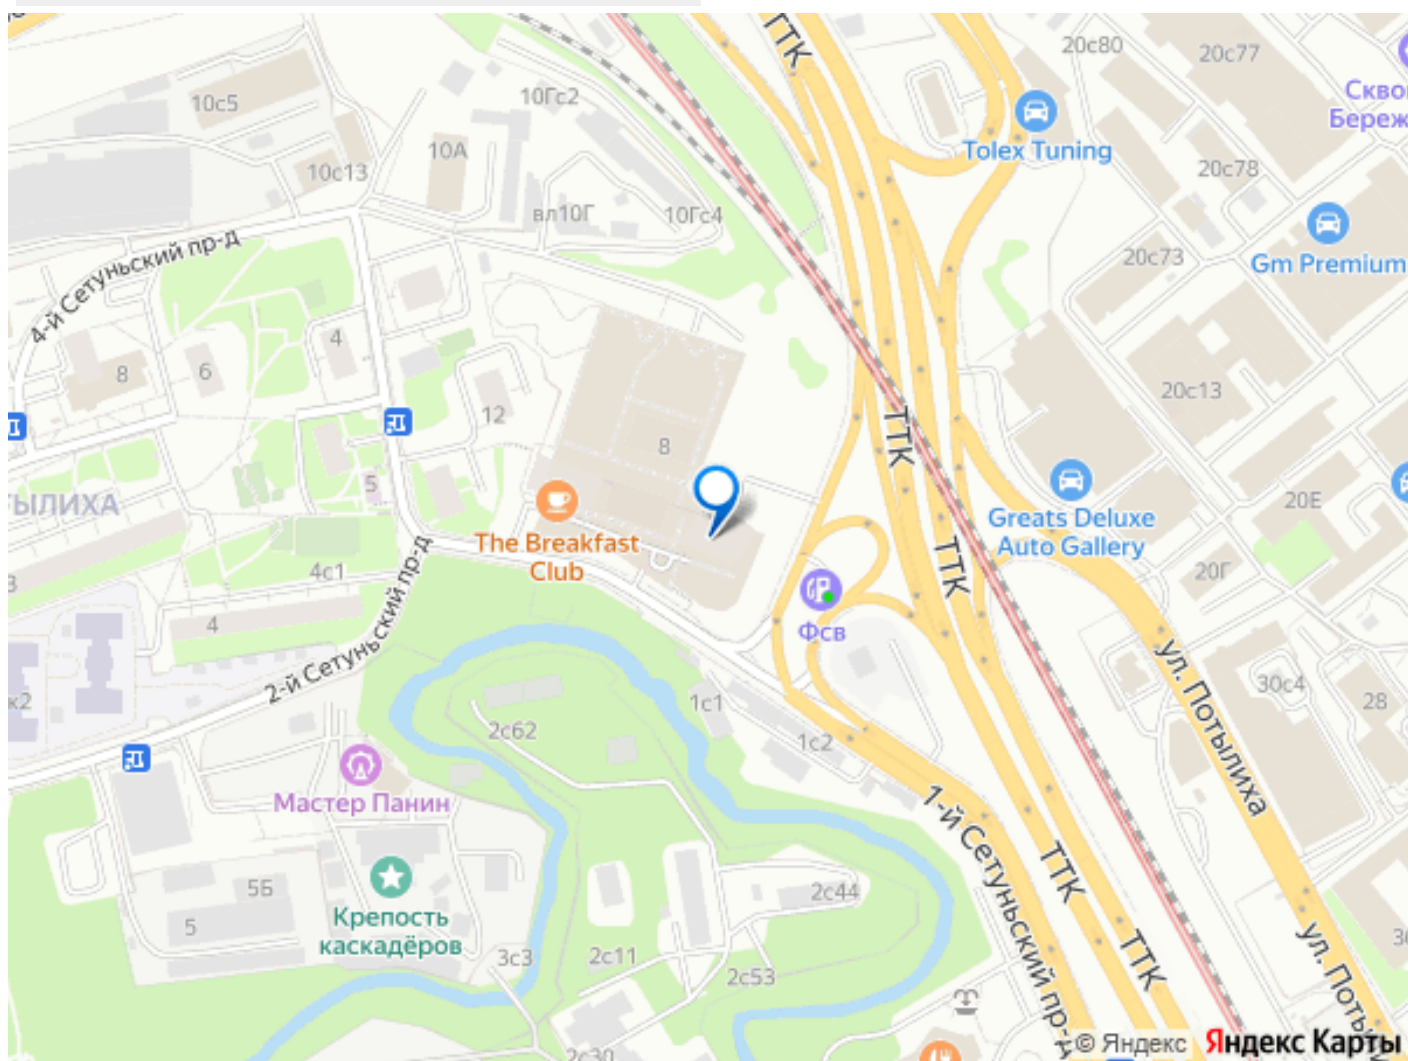 ТТК
20с80
20с77
10с5
10Гс2
Tolex Tuning
10А
10с13
20с78
вл10Г
10Гс4
4-й Сетуньский пр-д
20с73
Gm Premium
4
8
6
20с13
12
8
ТТК
5
20Е
The Breakfast
Club
Greats Deluxe
Auto Gallery
ТТК
4с1
20Г
2-й Сетуньский пр-д
4
Фсв
ул. Потылиха
30с4
28
1с1
2с62
1с2
Мастер Панин
1-й Сетуньский пр-д
ТТК
5Б
2с44
5
Крепость
каскадёров
3с3
2с11
2с53
ТТК
2с30
© Яндекс
Яндекс Карты